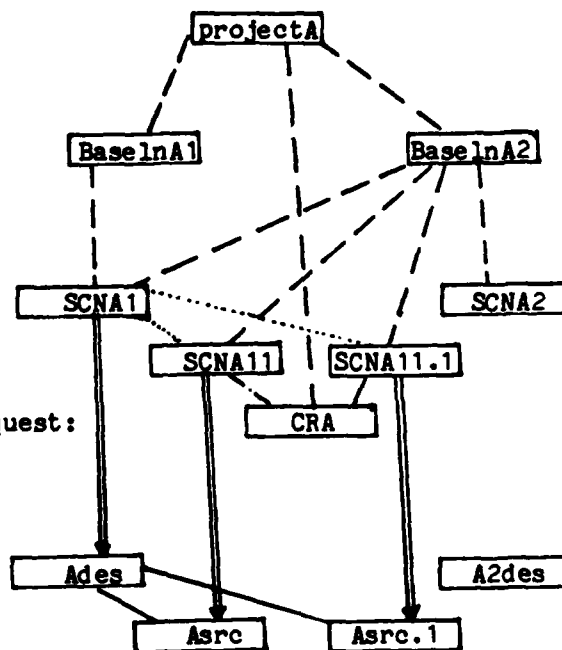 projectA
BaselnA1 BaselnA2
SCNA1 SCNA2
SCNA11 SCNA11.1
CRA
uest:
Ades A2des
Asrc Asrc.1